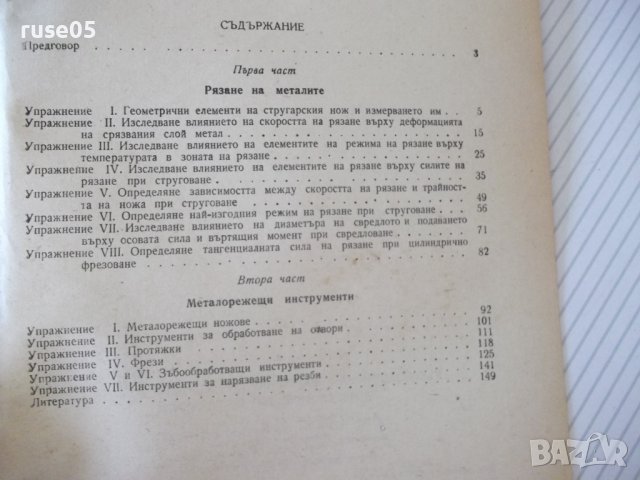 ruse05
СЪДЪРЖАНИЕ
Предговор . . . . . . . . . . . . . . . . . . . . . . 3
Първа част
Рязане на металите
Упражнение I. Геометрични елементи на стругарския нож и измерването им . . 5
Упражнение II. Изследване влиянието на скоростта на рязане върху деформацията
на срязвания слой метал . . . . . . . . . . . . . . . 15
Упражнение III. Изследване влиянието на елементите на режима на рязане върху
температурата в зоната на рязане . . . . . . . . . . . . 25
Упражнение IV. Изследване влиянието на елементите на рязане върху силите на
рязане при струговане . . . . . . . . . . . . . . . . 35
Упражнение V. Определяне зависимостта между скоростта на рязане и трайност-
та на ножа при струговане . . . . . . . . . . . . . . 49
Упражнение VI. Определяне най-изгодния режим на рязане при струговане . . 56
Упражнение VII. Изследване влиянието на диаметъра на свредлото и подаването
върху осовата сила и въртящия момент при свредловане . . . . . 71
Упражнение VIII. Определяне тангенциалната сила на рязане при цилиндрично
фрезоване . . . . . . . . . . . . . . . . . . . . 82
Втора част
Металорежещи инструменти
Упражнение I. Металорежещи ножове . . . . . . . . . . . . . . 92
Упражнение II. Инструменти за обработване на отвори . . . . . . . . 101
Упражнение III. Протяжки . . . . . . . . . . . . . . . . . . 111
Упражнение IV. Фрези . . . . . . . . . . . . . . . . . . . 118
Упражнение V и VI. Зъбообработващи инструменти . . . . . . . . . 125
Упражнение VII. Инструменти за нарязване на резби . . . . . . . . . 141
Литература . . . . . . . . . . . . . . . . . . . . . . 149
BAZAR
bg